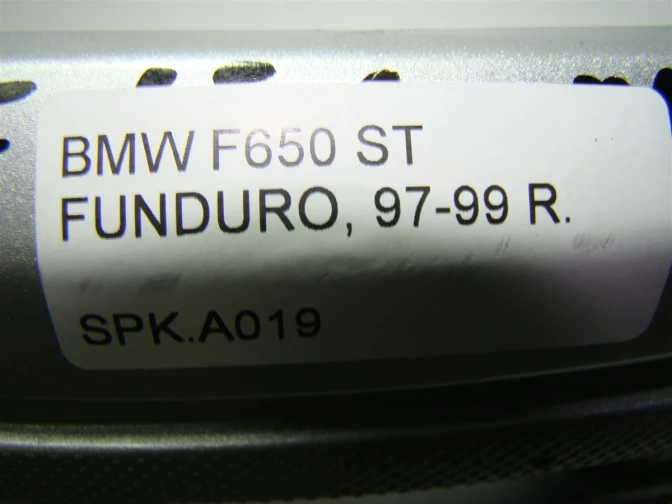 BMW F650 ST
FUNDURO, 97-99 R.
SPK.A019